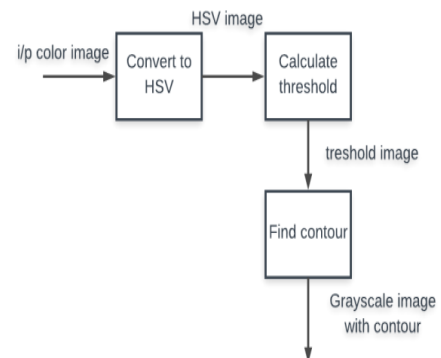 HSV image
i/p color image
Convert to
HSV
Calculate
threshold
treshold image
Find contour
Grayscale image
with contour